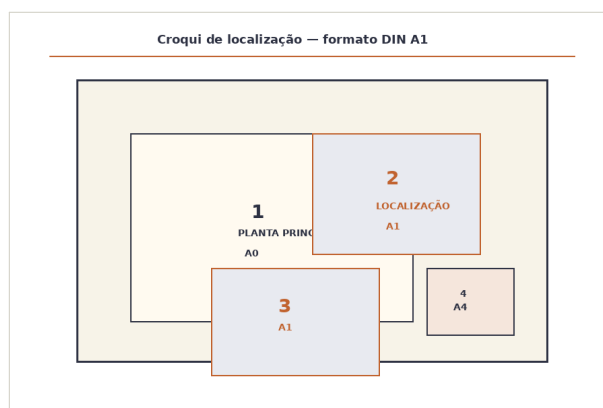 Croqui de localização — formato DIN A1
1
PLANTA PRINC
A0
2
LOCALIZAÇÃO
A1
3
A1
4
A4